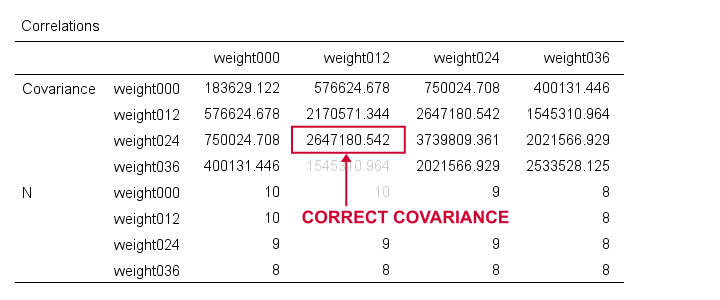 Correlations
weight000 weight012 weight024 weight036
Covariance weight000 183629.122 576624.678 750024.708 400131.446
weight012 576624.678 2170571.344 2647180.542 1545310.964
weight024 750024.708 2647180.542 3739809.361 2021566.929
weight036 400131.446 1545310.964 2021566.929 2533528.125
N weight000 10 10 9 8
weight012 10 8
CORRECT COVARIANCE
weight024 9 9 9 8
weight036 8 8 8 8